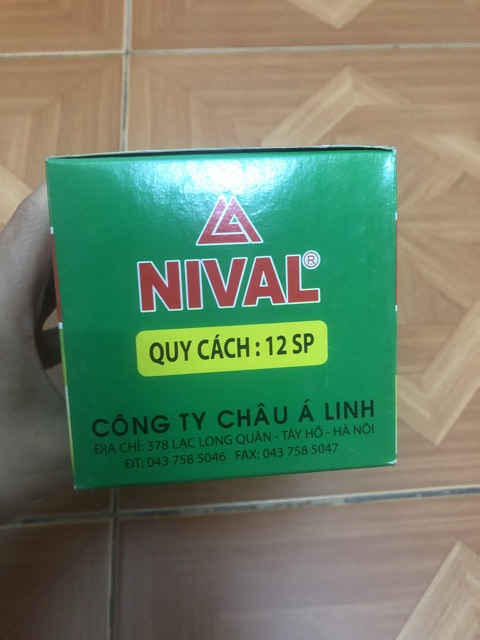 NIVAL®
QUY CÁCH : 12 SP
CÔNG TY CHÂU Á LINH
ĐỊA CHỈ: 378 LẠC LONG QUÂN - TÂY HỒ - HÀ NỘI
ĐT: 043 758 5046 FAX: 043 758 5047